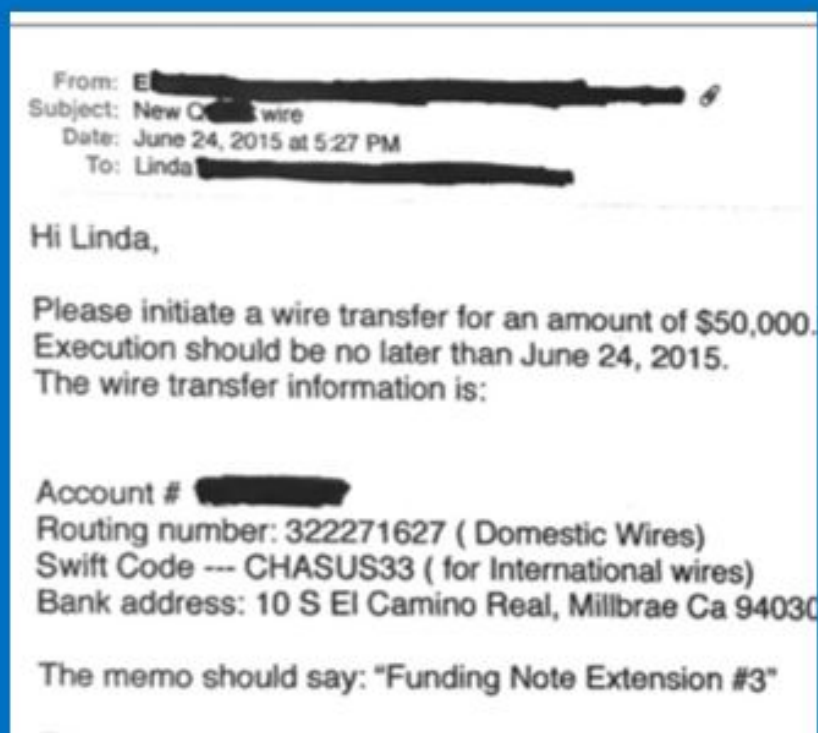 From: E
Subject: New wire
Date: June 24, 2015 at 5:27 PM
To: Linda
Hi Linda,
Please initiate a wire transfer for an amount of $50,000.
Execution should be no later than June 24, 2015.
The wire transfer information is:
Account #
Routing number: 322271627 ( Domestic Wires)
Swift Code --- CHASUS33 ( for International wires)
Bank address: 10 S El Camino Real, Millbrae Ca 94030
The memo should say: “Funding Note Extension #3”